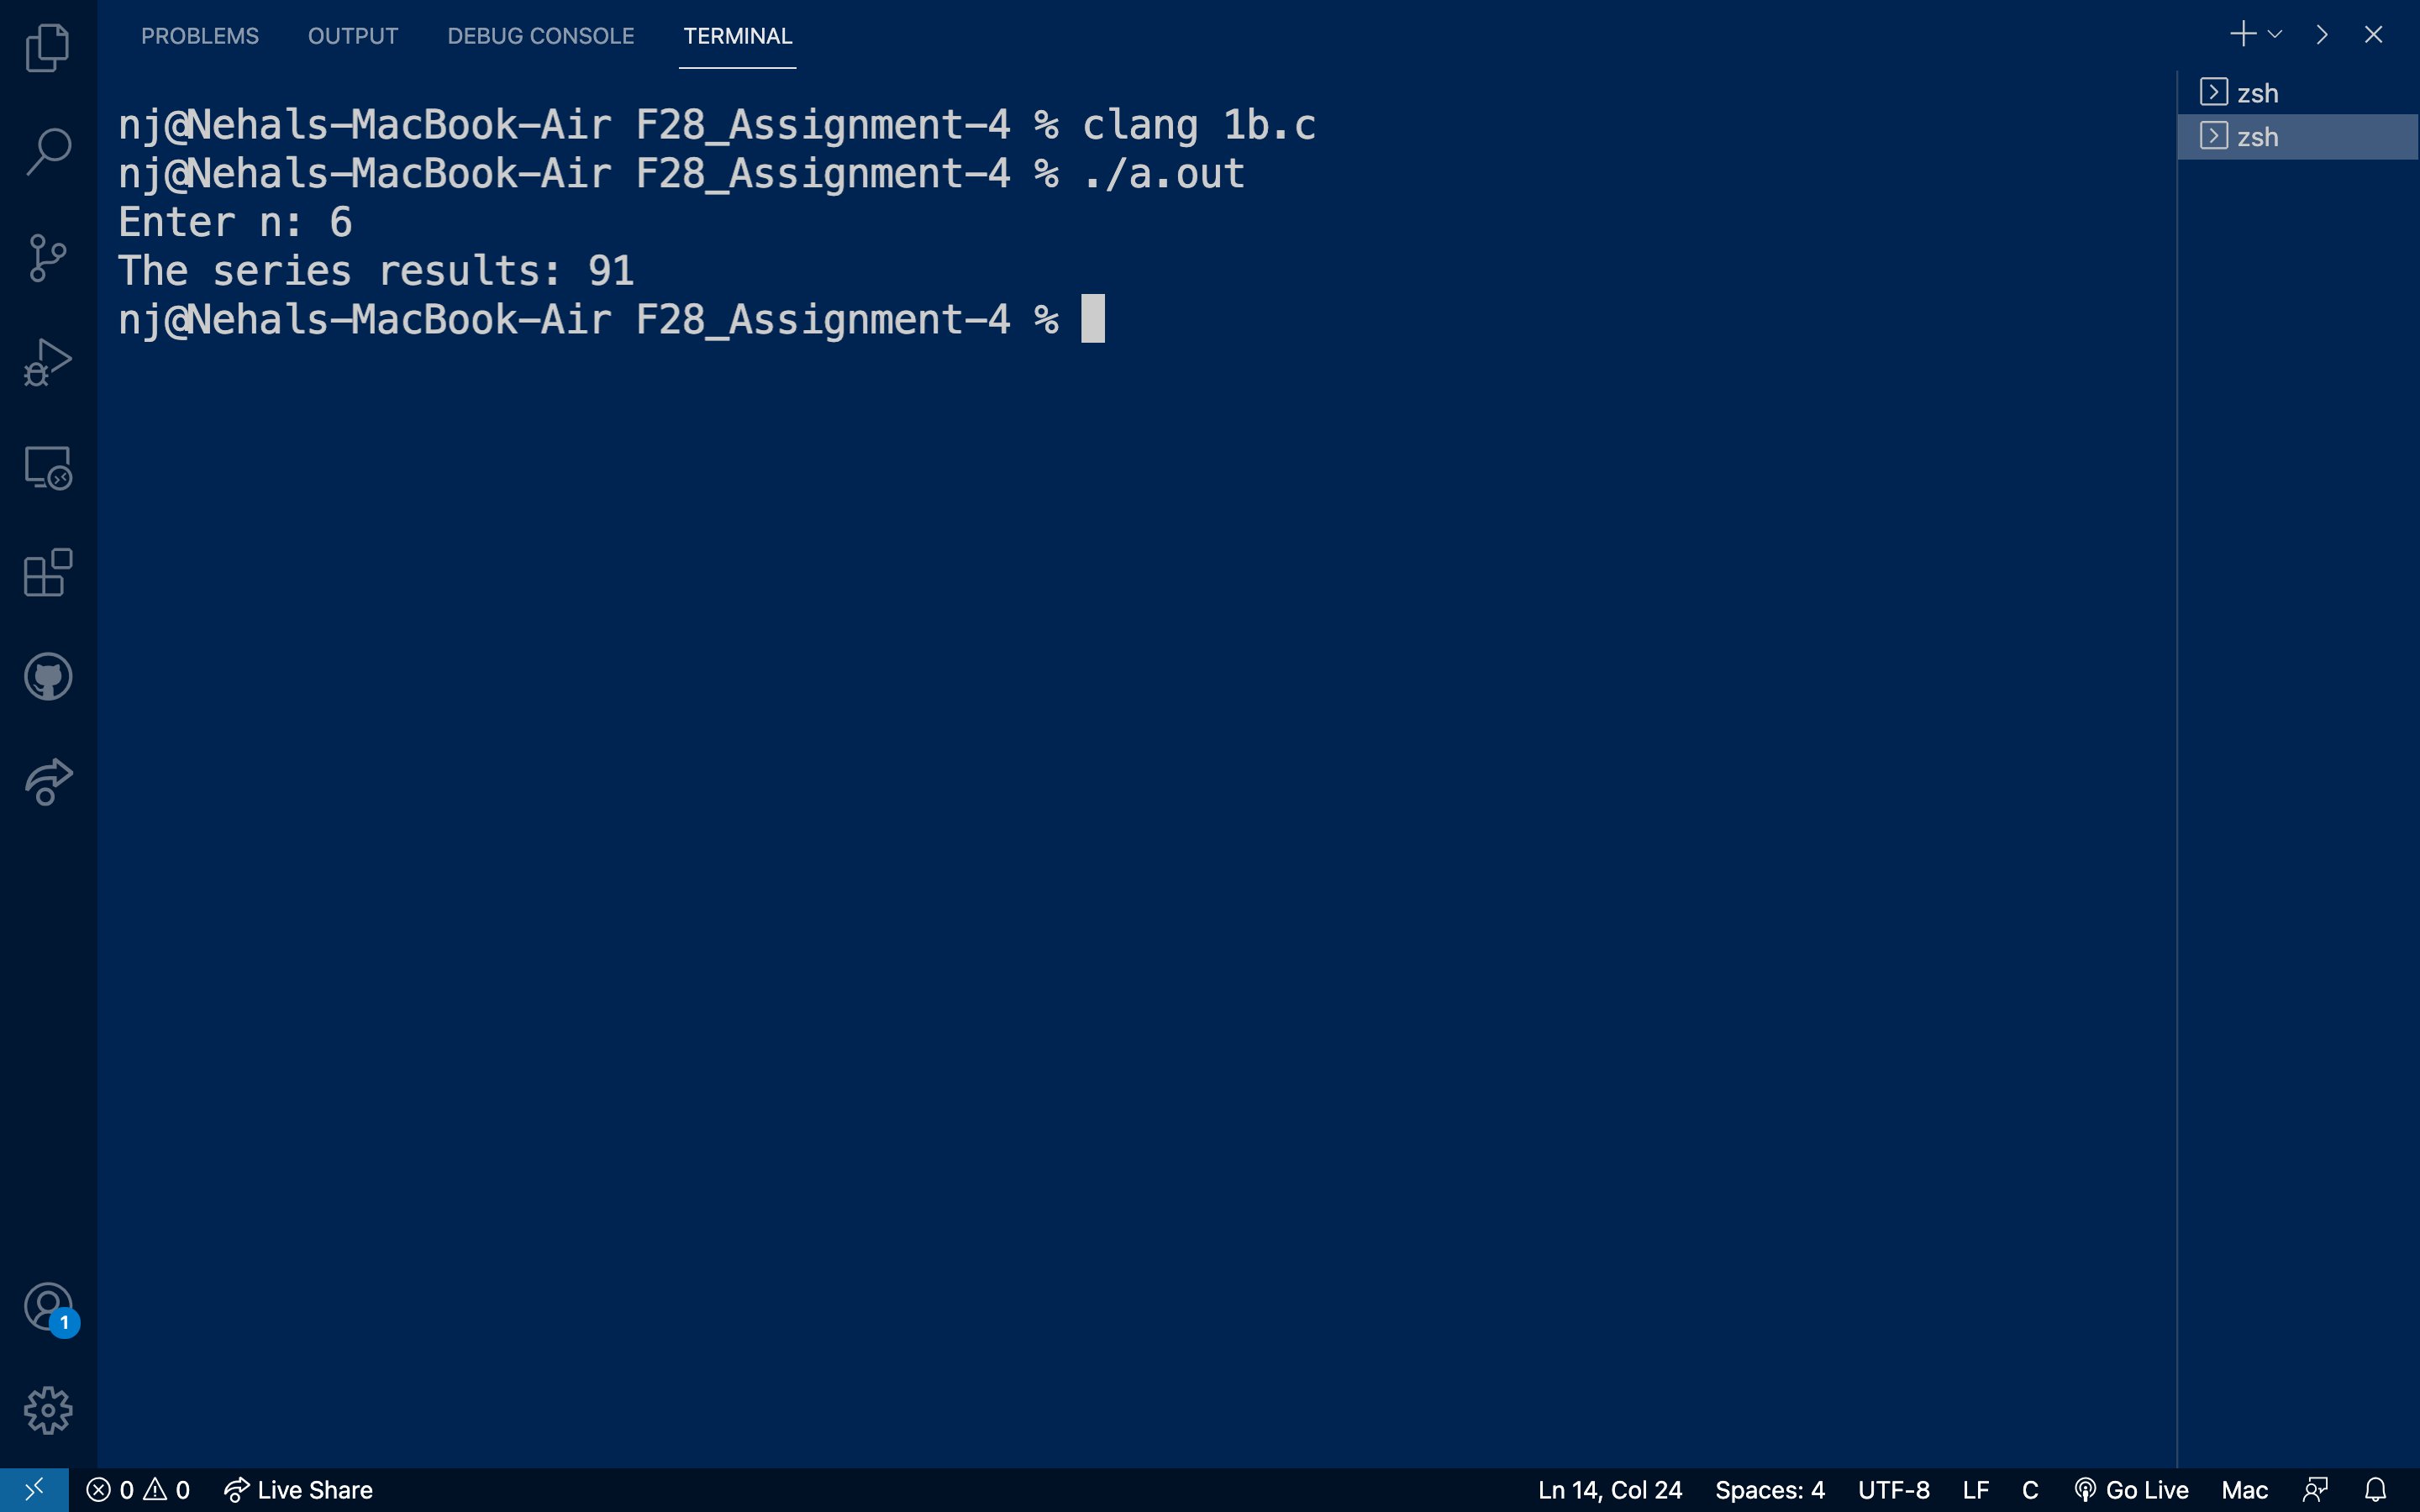 PROBLEMS OUTPUT DEBUG CONSOLE TERMINAL
nj@Nehals-MacBook-Air F28_Assignment-4 % clang 1b.c
nj@Nehals-MacBook-Air F28_Assignment-4 % ./a.out
Enter n: 6
The series results: 91
nj@Nehals-MacBook-Air F28_Assignment-4 %
zsh
zsh
1
0 0 Live Share Ln 14, Col 24 Spaces: 4 UTF-8 LF C Go Live Mac